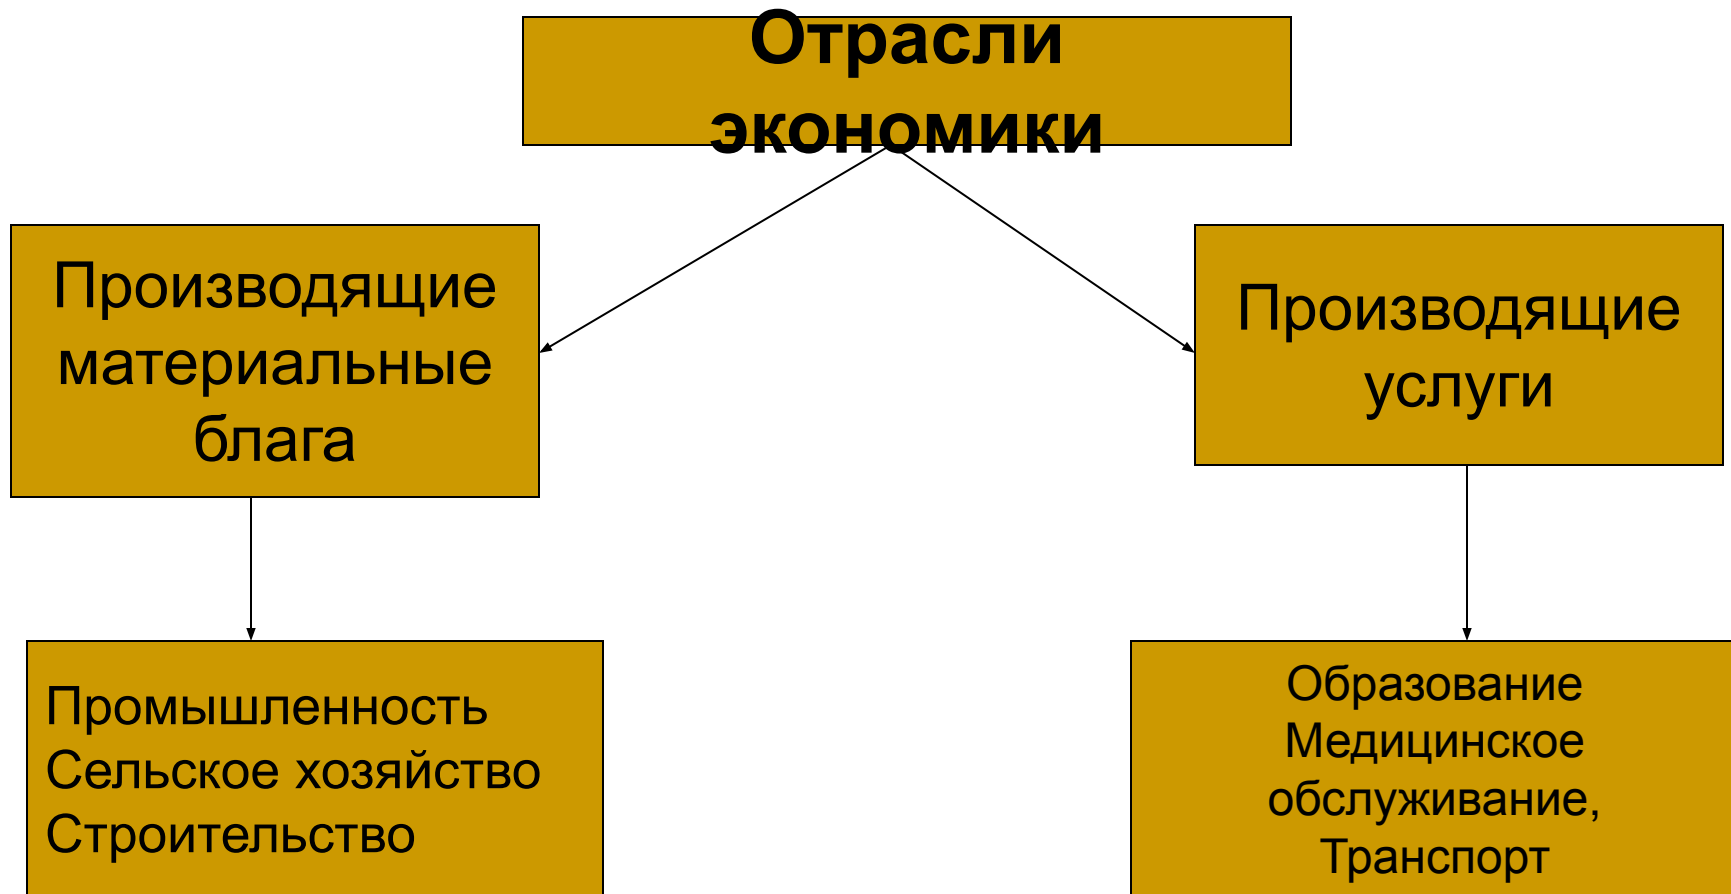 Отрасли
экономики
Производящие
материальные
блага
Производящие
услуги
Промышленность
Сельское хозяйство
Строительство
Образование
Медицинское
обслуживание,
Транспорт